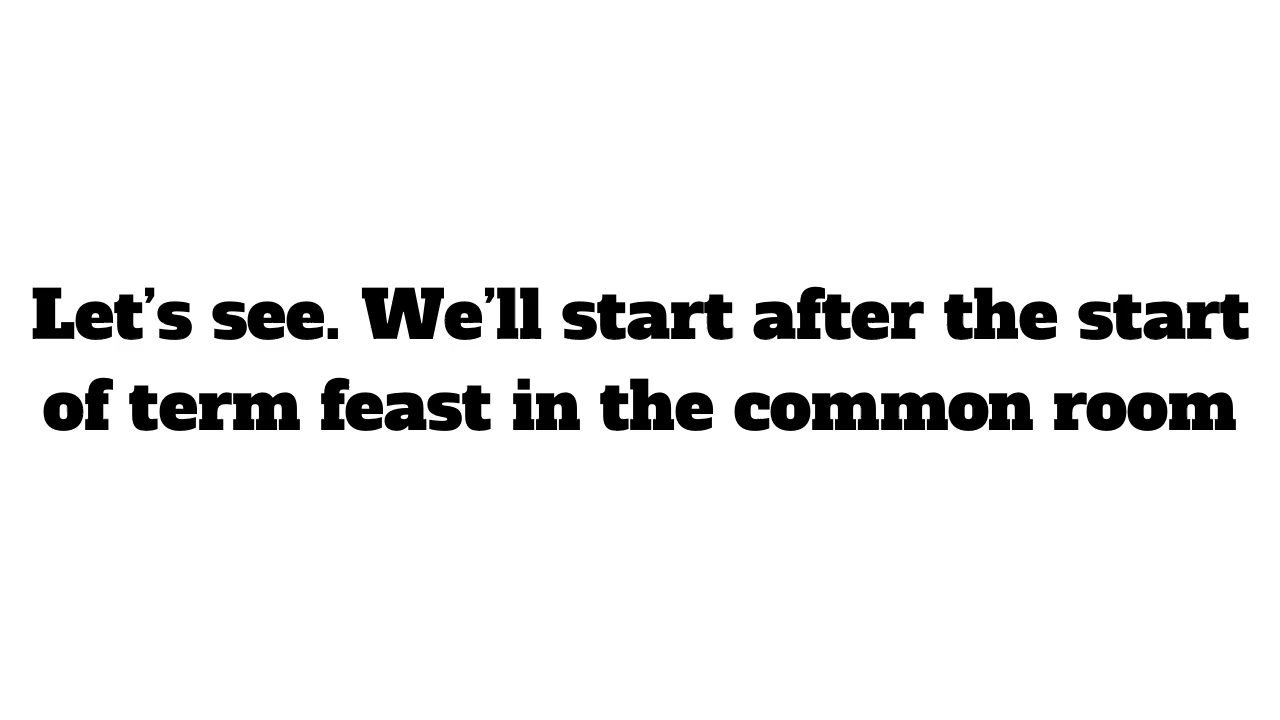 Let’s see. We’ll start after the start
of term feast in the common room